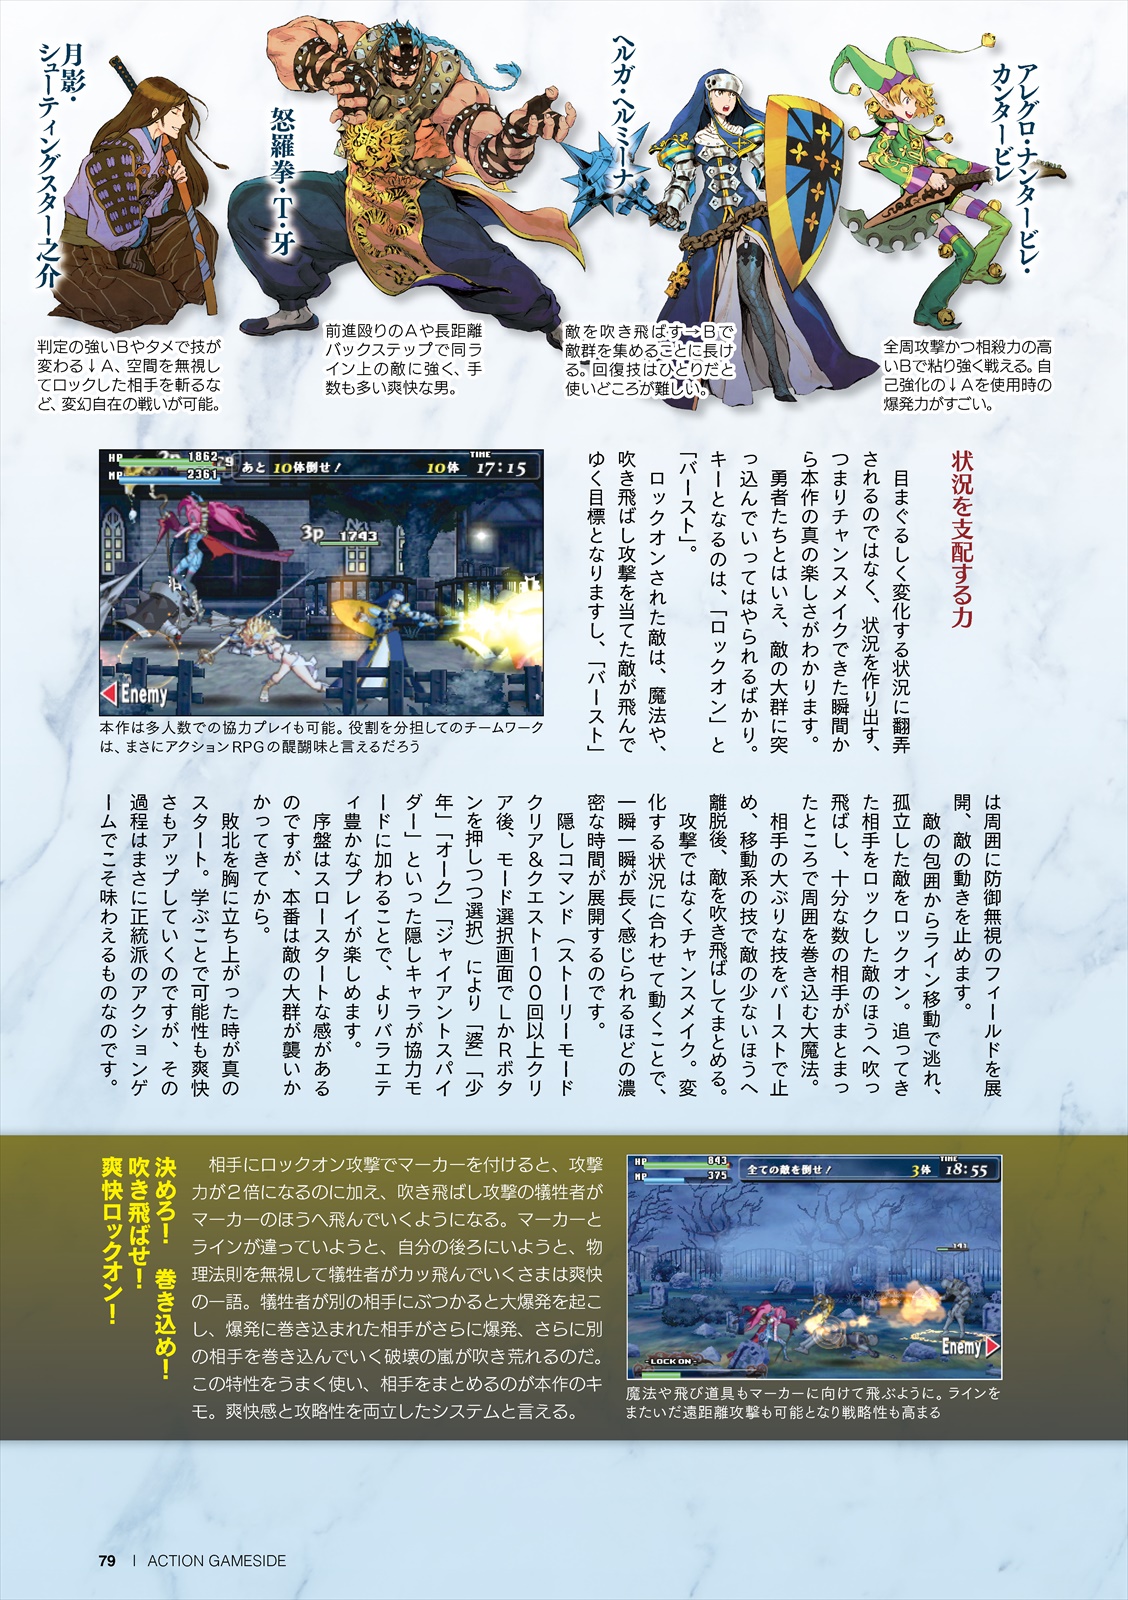 アレグロ・ナンタービレ・
カンタービレ
全周攻撃かつ相殺力の高
いBで粘り強く戦える。自
己強化の↓Aを使用時の
爆発力がすごい。
ヘルガ・ヘルミーナ
敵を吹き飛ばす→Bで
敵群を集めることに長け
る。回復技はひとりだと
使いどころが難しい。
怒羅拳・T・牙
前進殴りのAや長距離
バックステップで同ラ
イン上の敵に強く、手
数も多い爽快な男。
月影・
シューティングスター之介
判定の強いBやタメで技が
変わる↓A、空間を無視し
てロックした相手を斬るな
ど、変幻自在の戦いが可能。
状況を支配する力
目まぐるしく変化する状況に翻弄
されるのではなく、状況を作り出す、
つまりチャンスメイクできた瞬間か
ら本作の真の楽しさがわかります。
勇者たちとはいえ、敵の大群に突
っ込んでいってはやられるばかり。
キーとなるのは、「ロックオン」と
「バースト」。
ロックオンされた敵は、魔法や、
吹き飛ばし攻撃を当てた敵が飛んで
ゆく目標となりますし、「バースト」
HP 1862
MP 2361
あと10体倒せ！ 10体
TIME 17:15
3p 1743
Enemy
本作は多人数での協力プレイも可能。役割を分担してのチームワーク
は、まさにアクションRPGの醍醐味と言えるだろう
は周囲に防御無視のフィールドを展
開、敵の動きを止めます。
敵の包囲からライン移動で逃れ、
孤立した敵をロックオン。追ってき
た相手をロックした敵のほうへ吹っ
飛ばし、十分な数の相手がまとまっ
たところで周囲を巻き込む大魔法。
相手の大ぶりな技をバーストで止
め、移動系の技で敵の少ないほうへ
離脱後、敵を吹き飛ばしてまとめる。
攻撃ではなくチャンスメイク。変
化する状況に合わせて動くことで、
一瞬一瞬が長く感じられるほどの濃
密な時間が展開するのです。
隠しコマンド（ストーリーモード
クリア＆クエスト100回以上クリ
ア後、モード選択画面でLかRボタ
ンを押しつつ選択）により「婆」「少
年」「オーク」「ジャイアントスパイ
ダー」といった隠しキャラが協力モ
ードに加わることで、よりバラエテ
ィ豊かなプレイが楽しめます。
序盤はスロースタートな感がある
のですが、本番は敵の大群が襲いか
かってきてから。
敗北を胸に立ち上がった時が真の
スタート。学ぶことで可能性も爽快
さもアップしていくのですが、その
過程はまさに正統派のアクションゲ
ームでこそ味わえるものなのです。
決めろ！ 巻き込め！
吹き飛ばせ！
爽快ロックオン！
相手にロックオン攻撃でマーカーを付けると、攻撃
力が2倍になるのに加え、吹き飛ばし攻撃の犠牲者が
マーカーのほうへ飛んでいくようになる。マーカーと
ラインが違っていようと、自分の後ろにいようと、物
理法則を無視して犠牲者がカッ飛んでいくさまは爽快
の一語。犠牲者が別の相手にぶつかると大爆発を起こ
し、爆発に巻き込まれた相手がさらに爆発、さらに別
の相手を巻き込んでいく破壊の嵐が吹き荒れるのだ。
この特性をうまく使い、相手をまとめるのが本作のキ
モ。爽快感と攻略性を両立したシステムと言える。
HP 843
MP 375
全ての敵を倒せ！ 3体
TIME 18:55
141
LOCK ON
Enemy
魔法や飛び道具もマーカーに向けて飛ぶように。ラインを
またいだ遠距離攻撃も可能となり戦略性も高まる
79 | ACTION GAMESIDE